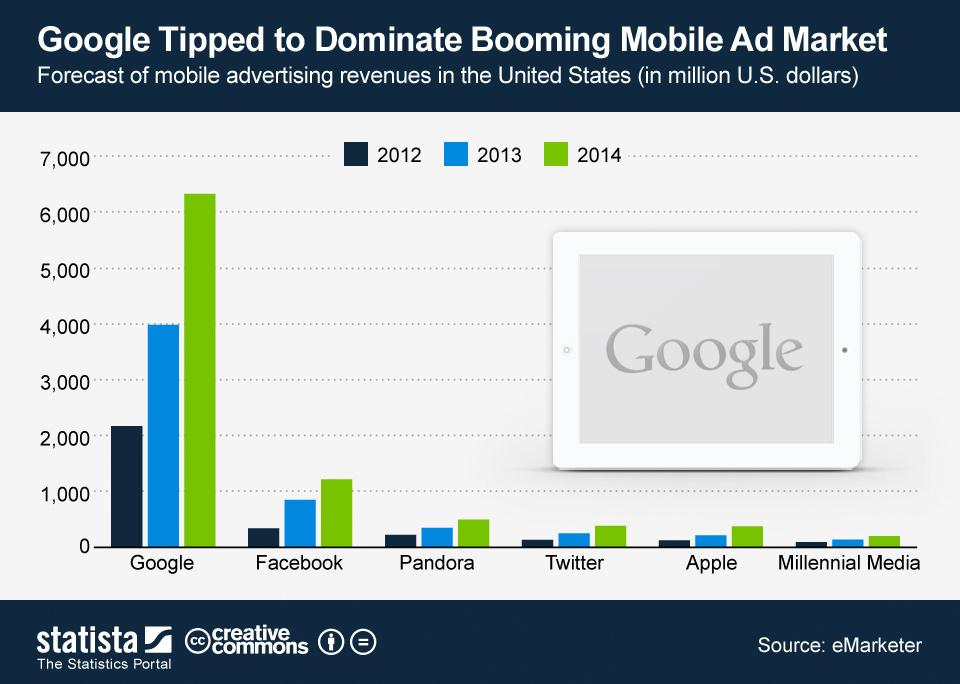 Google Tipped to Dominate Booming Mobile Ad Market
Forecast of mobile advertising revenues in the United States (in million U.S. dollars)
2012 2013 2014
7,000
6,000
5,000
4,000
3,000
2,000
1,000
0
Google
Google Facebook Pandora Twitter Apple Millennial Media
statista
The Statistics Portal
cc creative
commons
Source: eMarketer